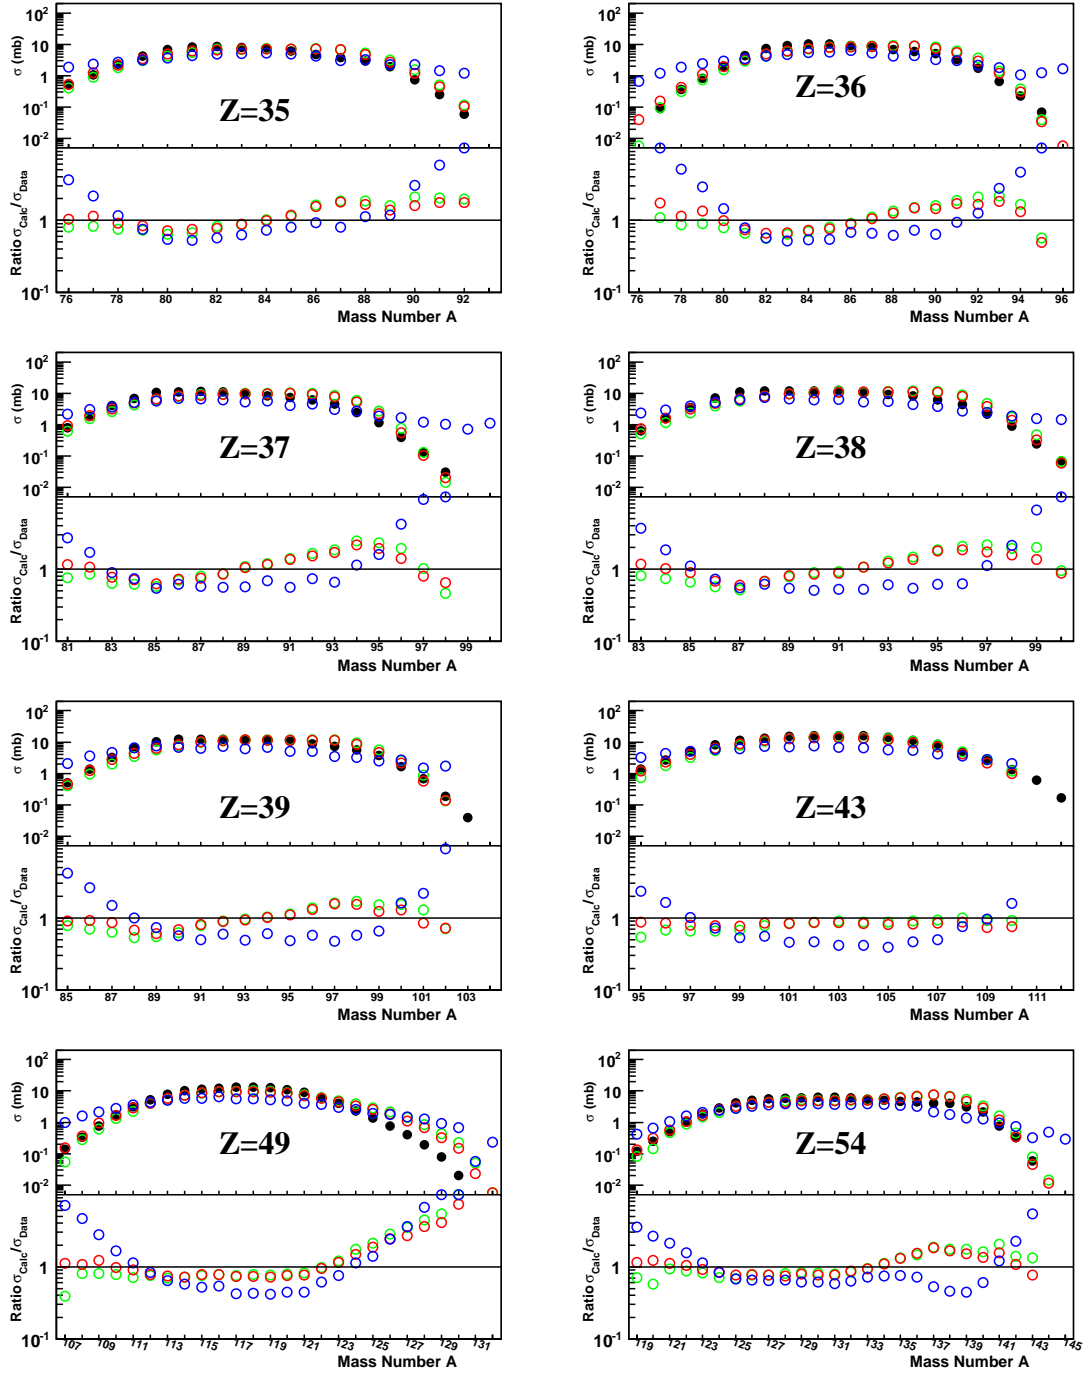 σ (mb)
10²
10
1
10⁻¹
10⁻²
Z=35
Ratio σCalc/σData
1
10⁻¹
76 78 80 82 84 86 88 90 92
Mass Number A
σ (mb)
10²
10
1
10⁻¹
10⁻²
Z=36
Ratio σCalc/σData
1
10⁻¹
76 78 80 82 84 86 88 90 92 94 96
Mass Number A
σ (mb)
10²
10
1
10⁻¹
10⁻²
Z=37
Ratio σCalc/σData
1
10⁻¹
81 83 85 87 89 91 93 95 97 99
Mass Number A
σ (mb)
10²
10
1
10⁻¹
10⁻²
Z=38
Ratio σCalc/σData
1
10⁻¹
83 85 87 89 91 93 95 97 99
Mass Number A
σ (mb)
10²
10
1
10⁻¹
10⁻²
Z=39
Ratio σCalc/σData
1
10⁻¹
85 87 89 91 93 95 97 99 101 103
Mass Number A
σ (mb)
10²
10
1
10⁻¹
10⁻²
Z=43
Ratio σCalc/σData
1
10⁻¹
95 97 99 101 103 105 107 109 111
Mass Number A
σ (mb)
10²
10
1
10⁻¹
10⁻²
Z=49
Ratio σCalc/σData
1
10⁻¹
107 109 111 113 115 117 119 121 123 125 127 129 131
Mass Number A
σ (mb)
10²
10
1
10⁻¹
10⁻²
Z=54
Ratio σCalc/σData
1
10⁻¹
119 121 123 125 127 129 131 133 135 137 139 141 143 145
Mass Number A